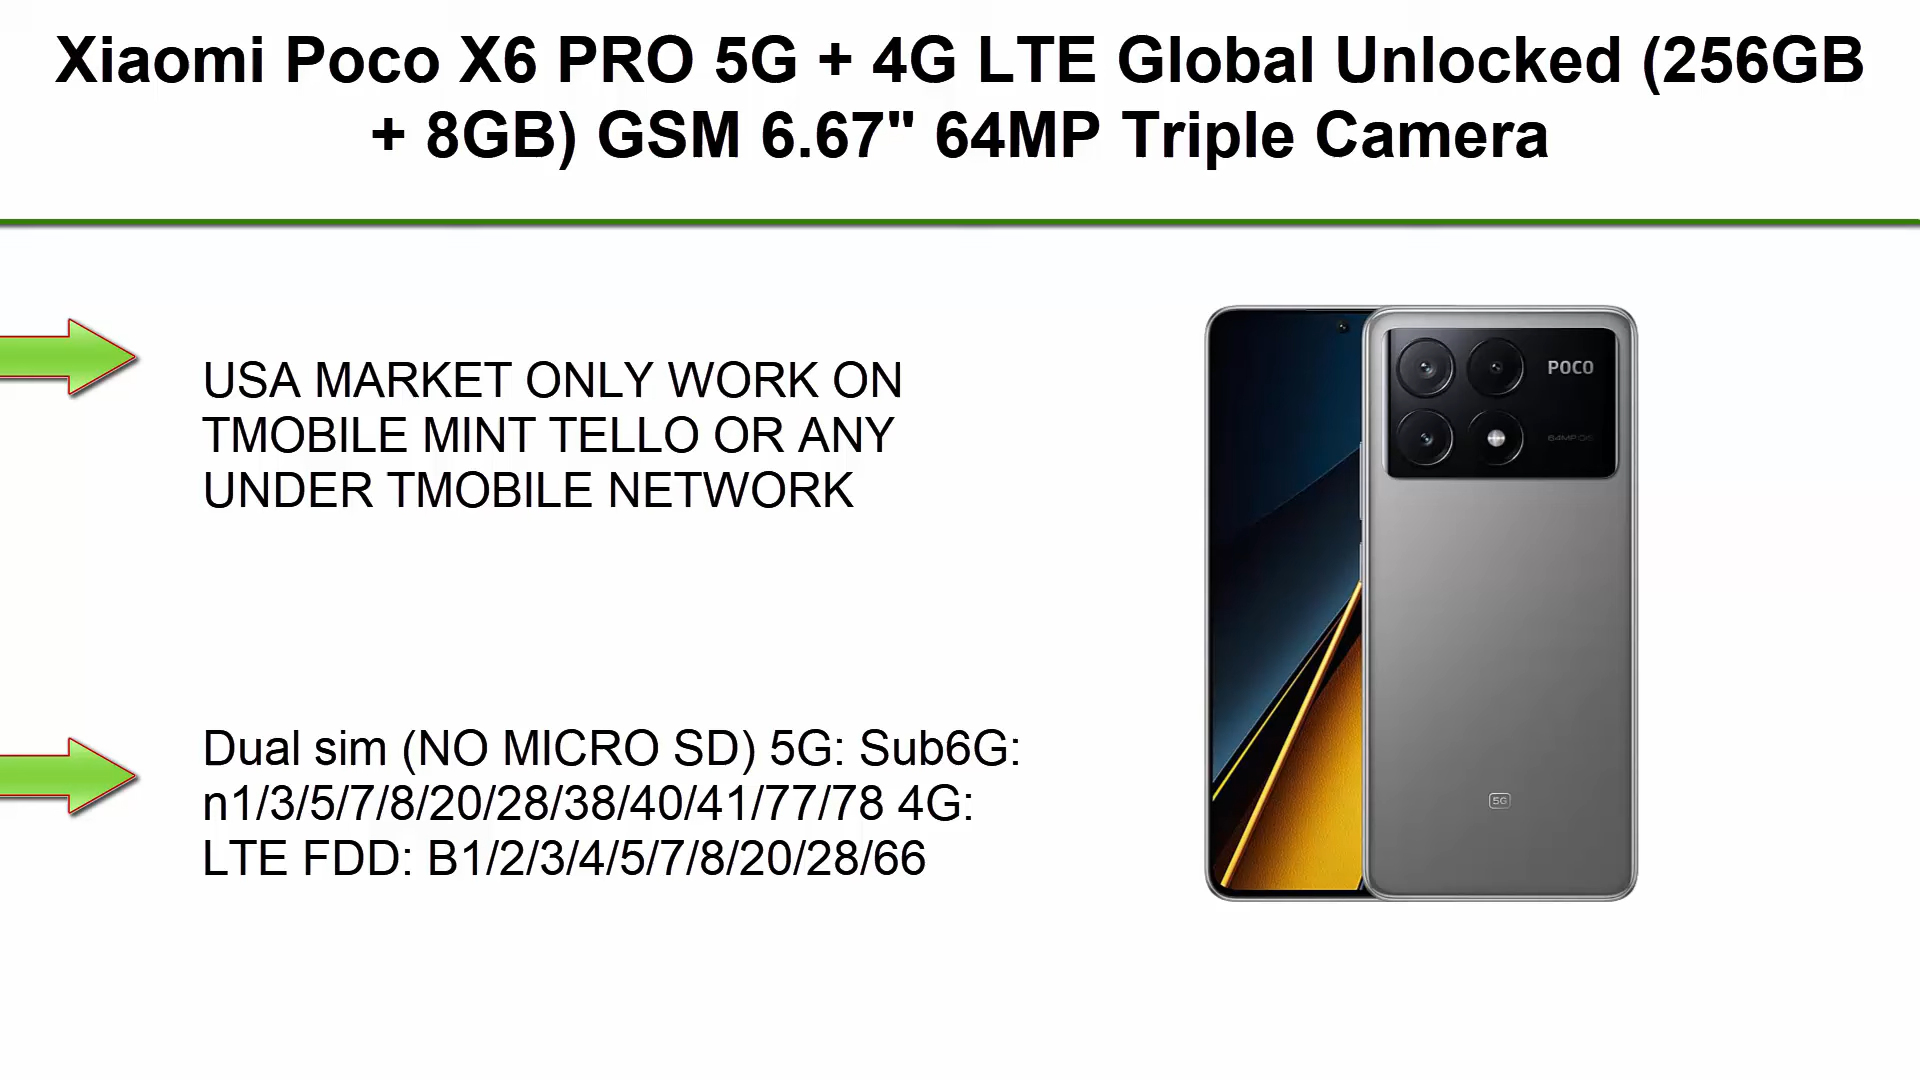 Xiaomi Poco X6 PRO 5G + 4G LTE Global Unlocked (256GB
+ 8GB) GSM 6.67" 64MP Triple Camera
USA MARKET ONLY WORK ON
TMOBILE MINT TELLO OR ANY
UNDER TMOBILE NETWORK
Dual sim (NO MICRO SD) 5G: Sub6G:
n1/3/5/7/8/20/28/38/40/41/77/78 4G:
LTE FDD: B1/2/3/4/5/7/8/20/28/66
POCO
64MP OIS
5G